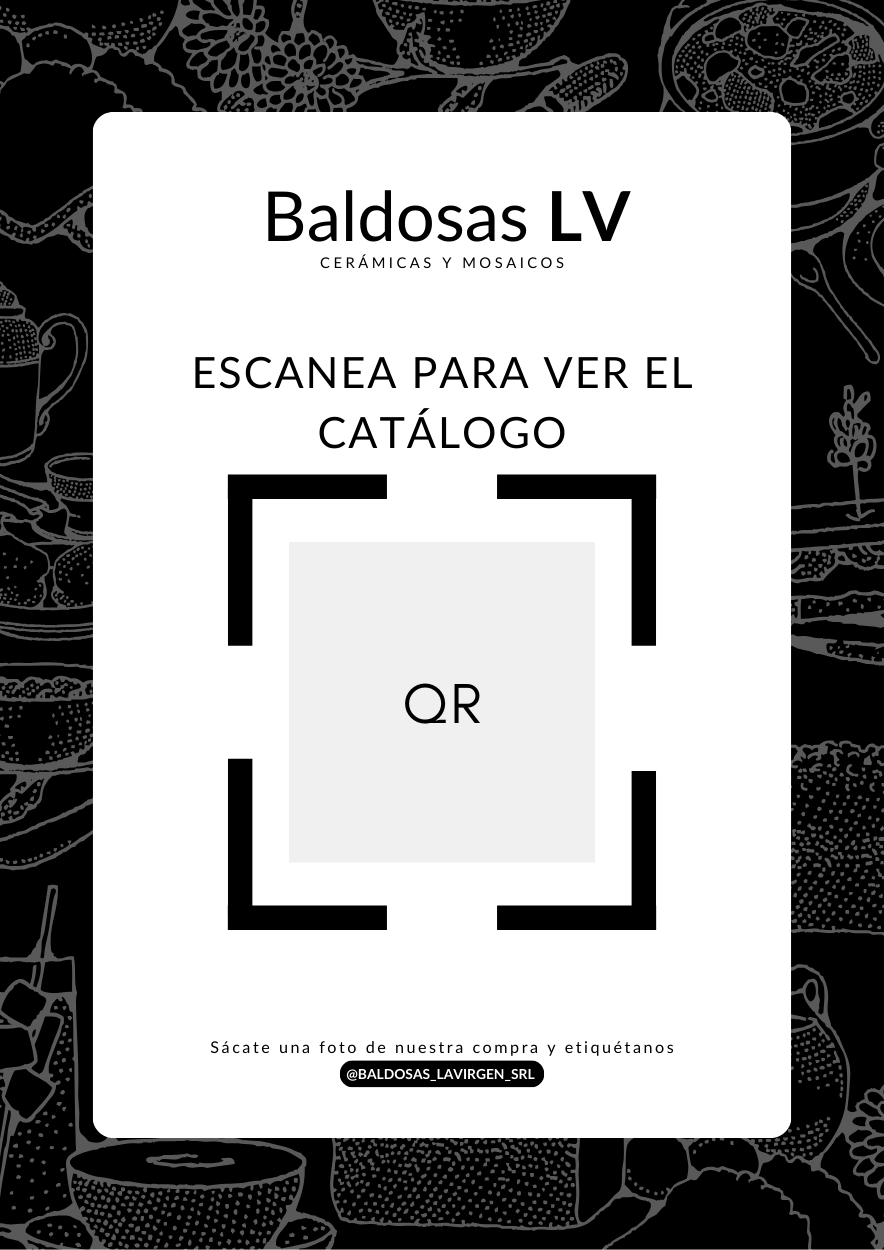 Baldosas LV
CERÁMICAS Y MOSAICOS
ESCANEA PARA VER EL
CATÁLOGO
QR
Sácate una foto de nuestra compra y etiquétanos
@BALDOSAS_LAVIRGEN_SRL